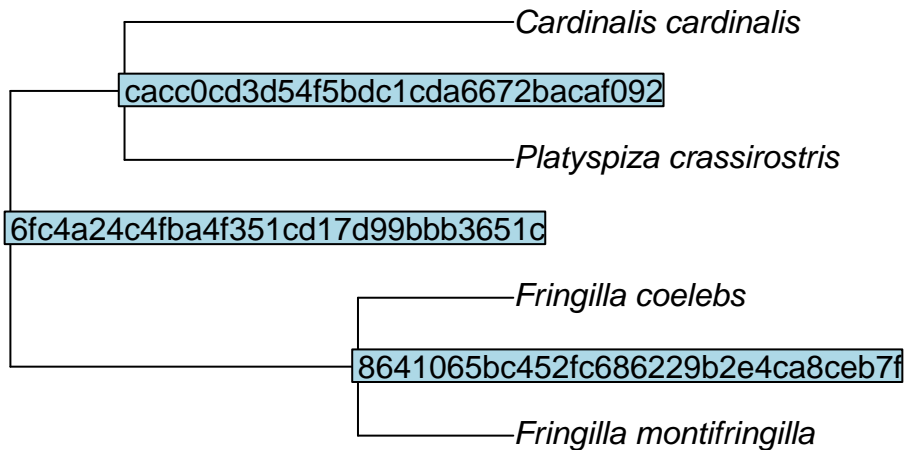 Cardinalis cardinalis
cacc0cd3d54f5bdc1cda6672bacaf092
Platyspiza crassirostris
6fc4a24c4fba4f351cd17d99bbb3651c
Fringilla coelebs
8641065bc452fc686229b2e4ca8ceb7f
Fringilla montifringilla